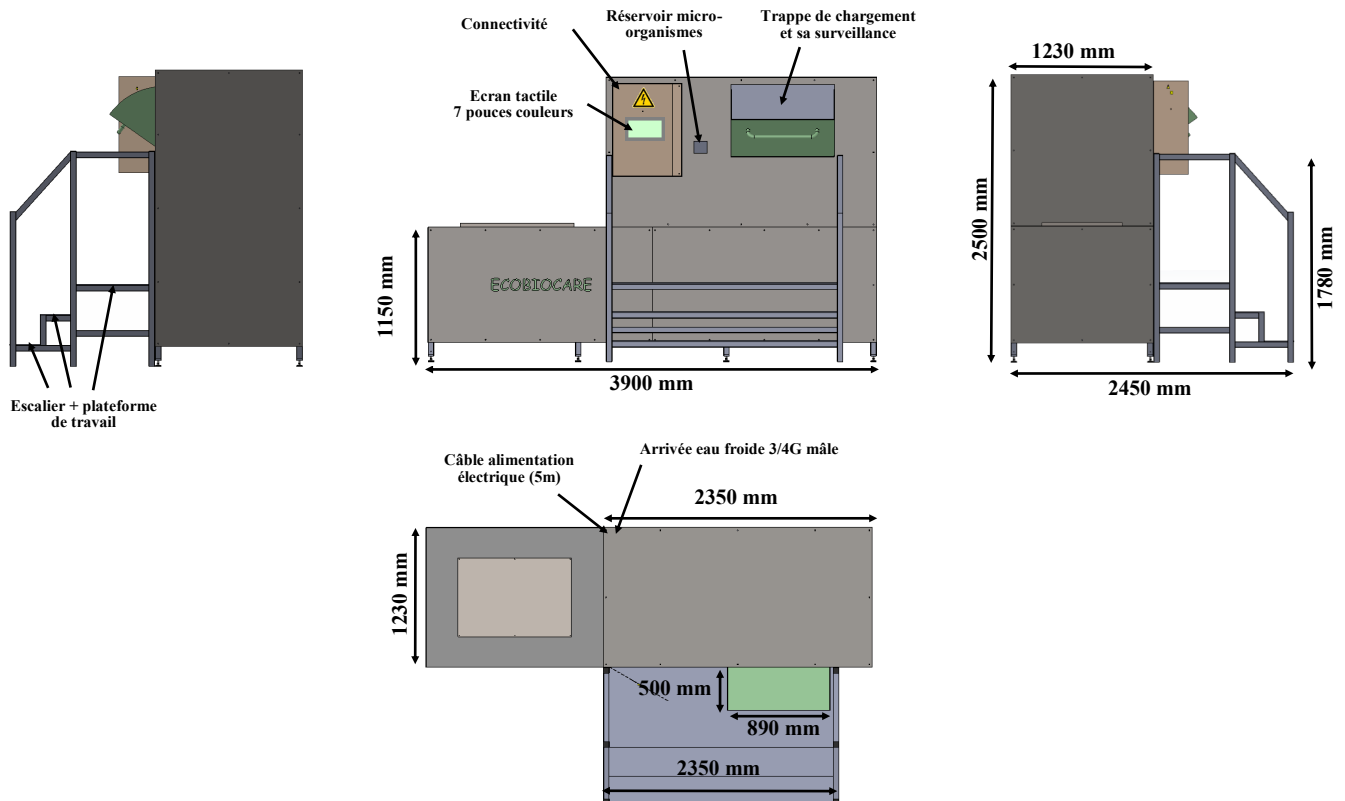 Connectivité
Réservoir micro-
organismes
Trappe de chargement
et sa surveillance
Ecran tactile
7 pouces couleurs
1230 mm
ECOBIOCARE
1150 mm
2500 mm
1780 mm
3900 mm
2450 mm
Escalier + plateforme
de travail
Câble alimentation
électrique (5m)
Arrivée eau froide 3/4G mâle
2350 mm
1230 mm
500 mm
890 mm
2350 mm